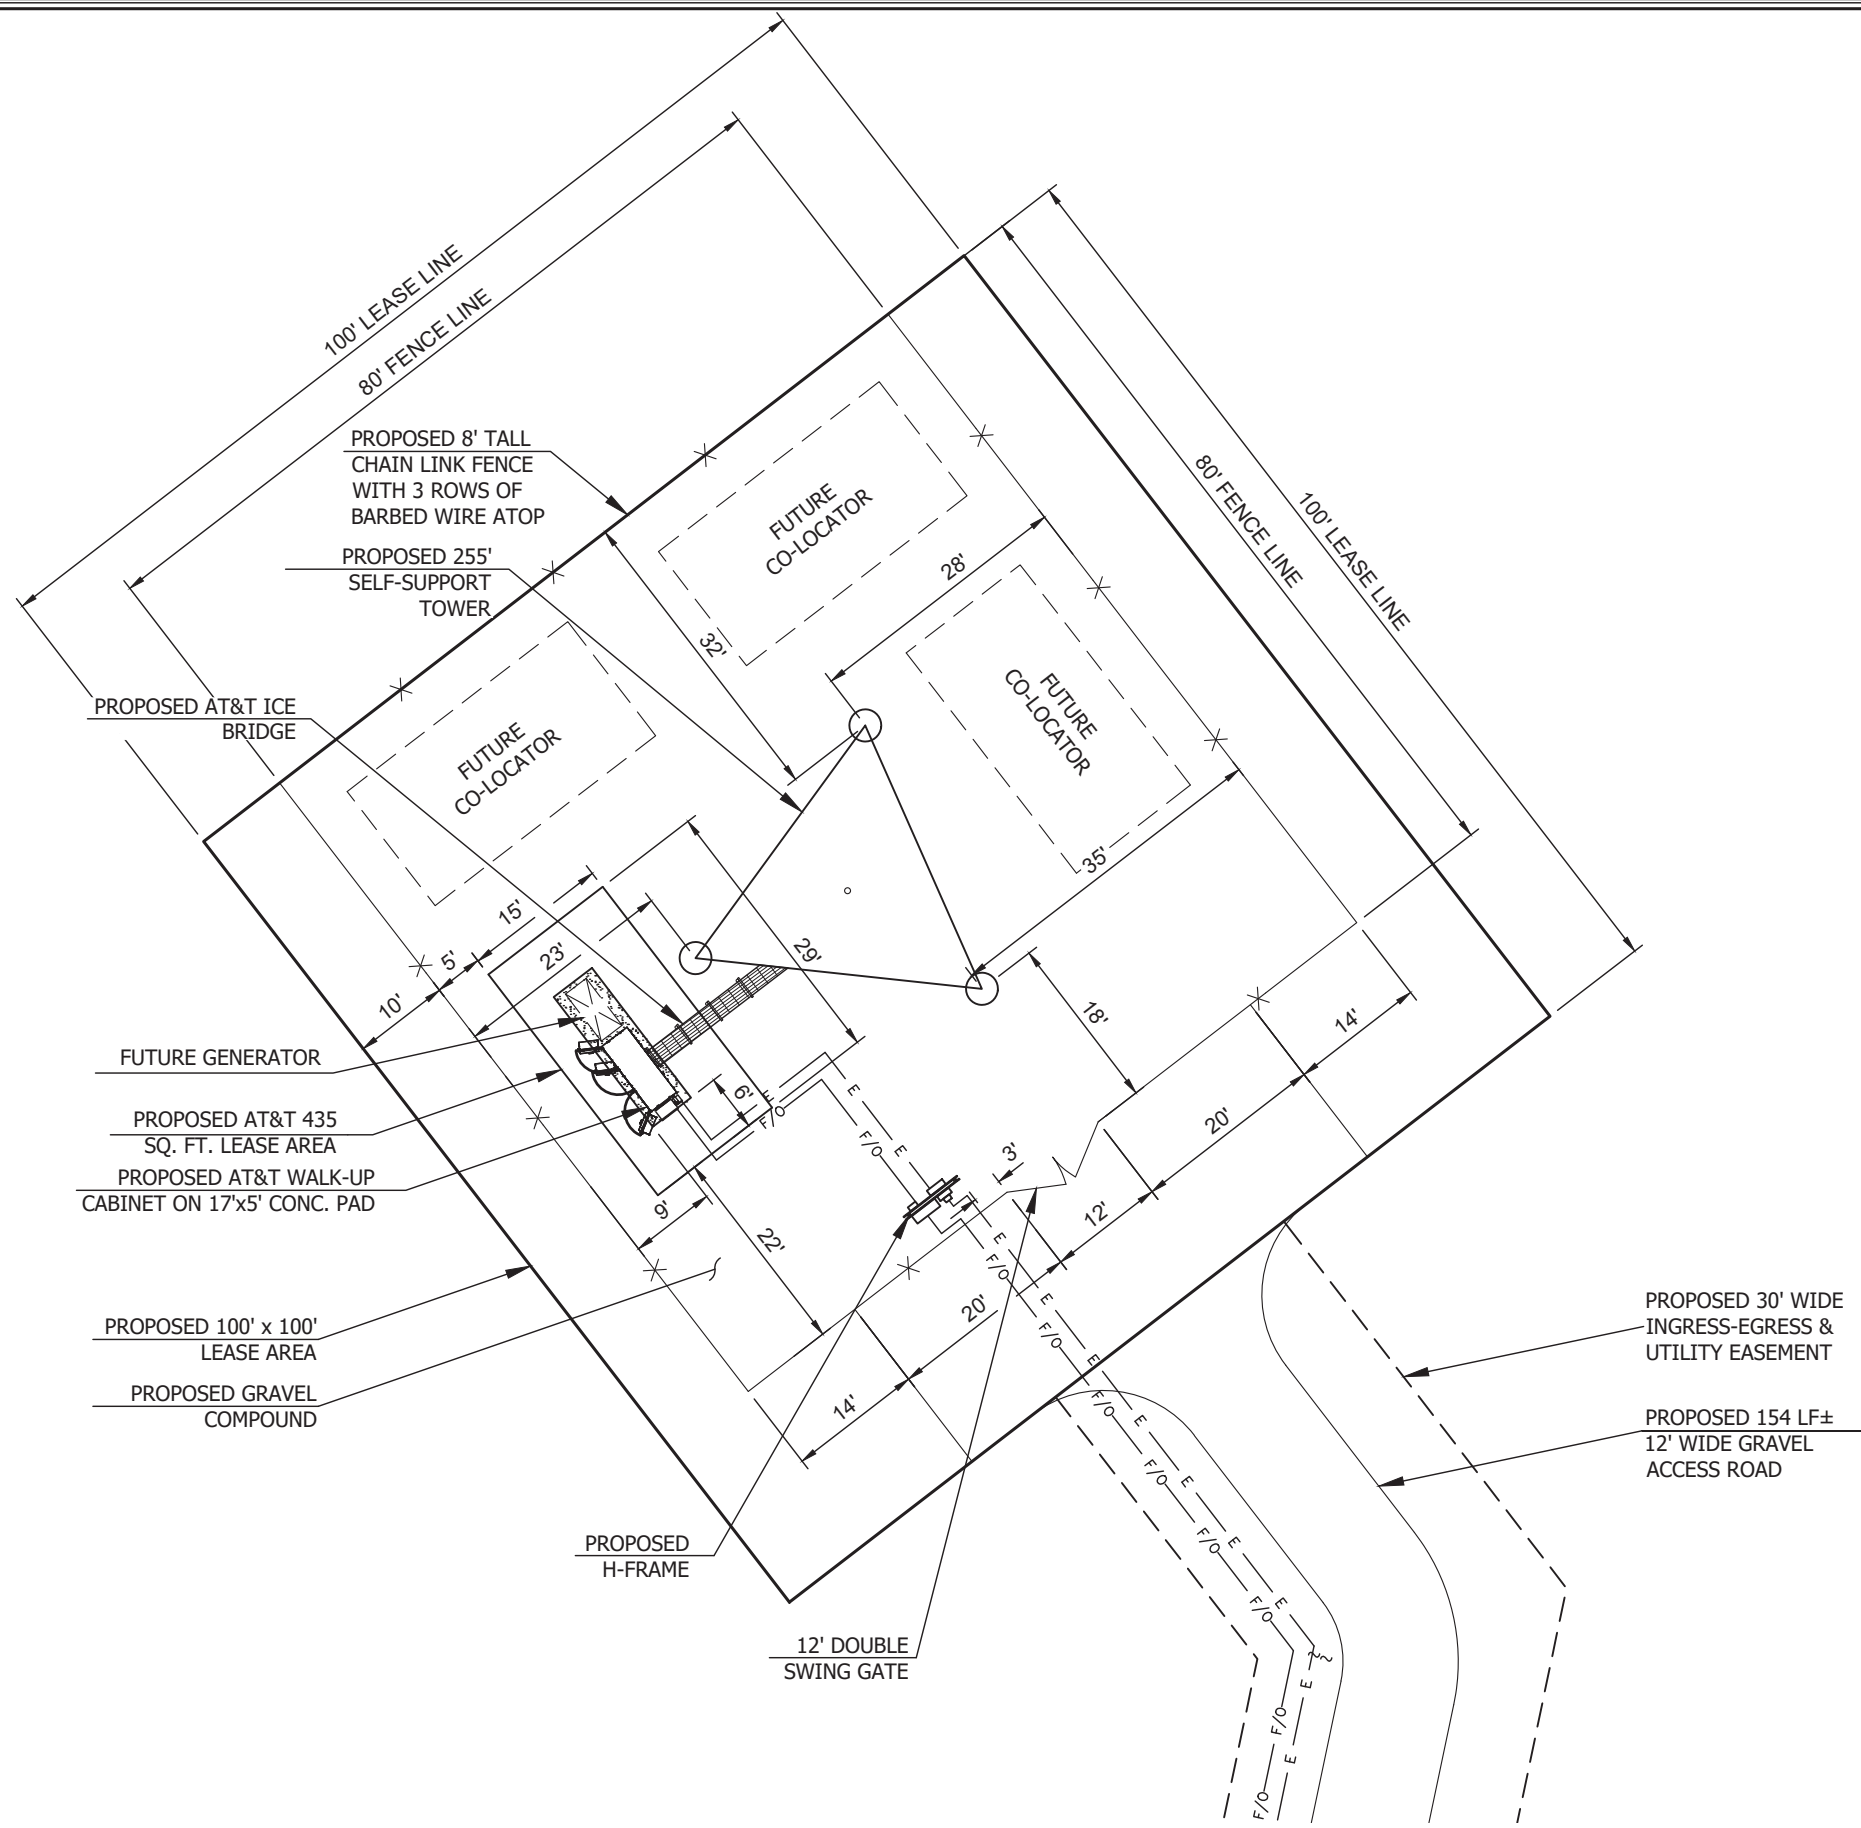 100' LEASE LINE
80' FENCE LINE
PROPOSED 8' TALL
CHAIN LINK FENCE
WITH 3 ROWS OF
BARBED WIRE ATOP
PROPOSED 255'
SELF-SUPPORT
TOWER
PROPOSED AT&T ICE
BRIDGE
FUTURE
CO-LOCATOR
FUTURE
CO-LOCATOR
FUTURE
CO-LOCATOR
80' FENCE LINE
100' LEASE LINE
28'
32'
35'
15'
5'
23'
10'
29'
18'
14'
6'
20'
3'
12'
9'
22'
20'
14'
FUTURE GENERATOR
PROPOSED AT&T 435
SQ. FT. LEASE AREA
PROPOSED AT&T WALK-UP
CABINET ON 17'x5' CONC. PAD
PROPOSED 100' x 100'
LEASE AREA
PROPOSED GRAVEL
COMPOUND
PROPOSED
H-FRAME
12' DOUBLE
SWING GATE
PROPOSED 30' WIDE
INGRESS-EGRESS &
UTILITY EASEMENT
PROPOSED 154 LF±
12' WIDE GRAVEL
ACCESS ROAD
E
F/O
E
F/O
E
E
F/O
E
F/O
E
E
F/O
E
F/O
E
F/O
E
F/O
E
F/O
E
F/O